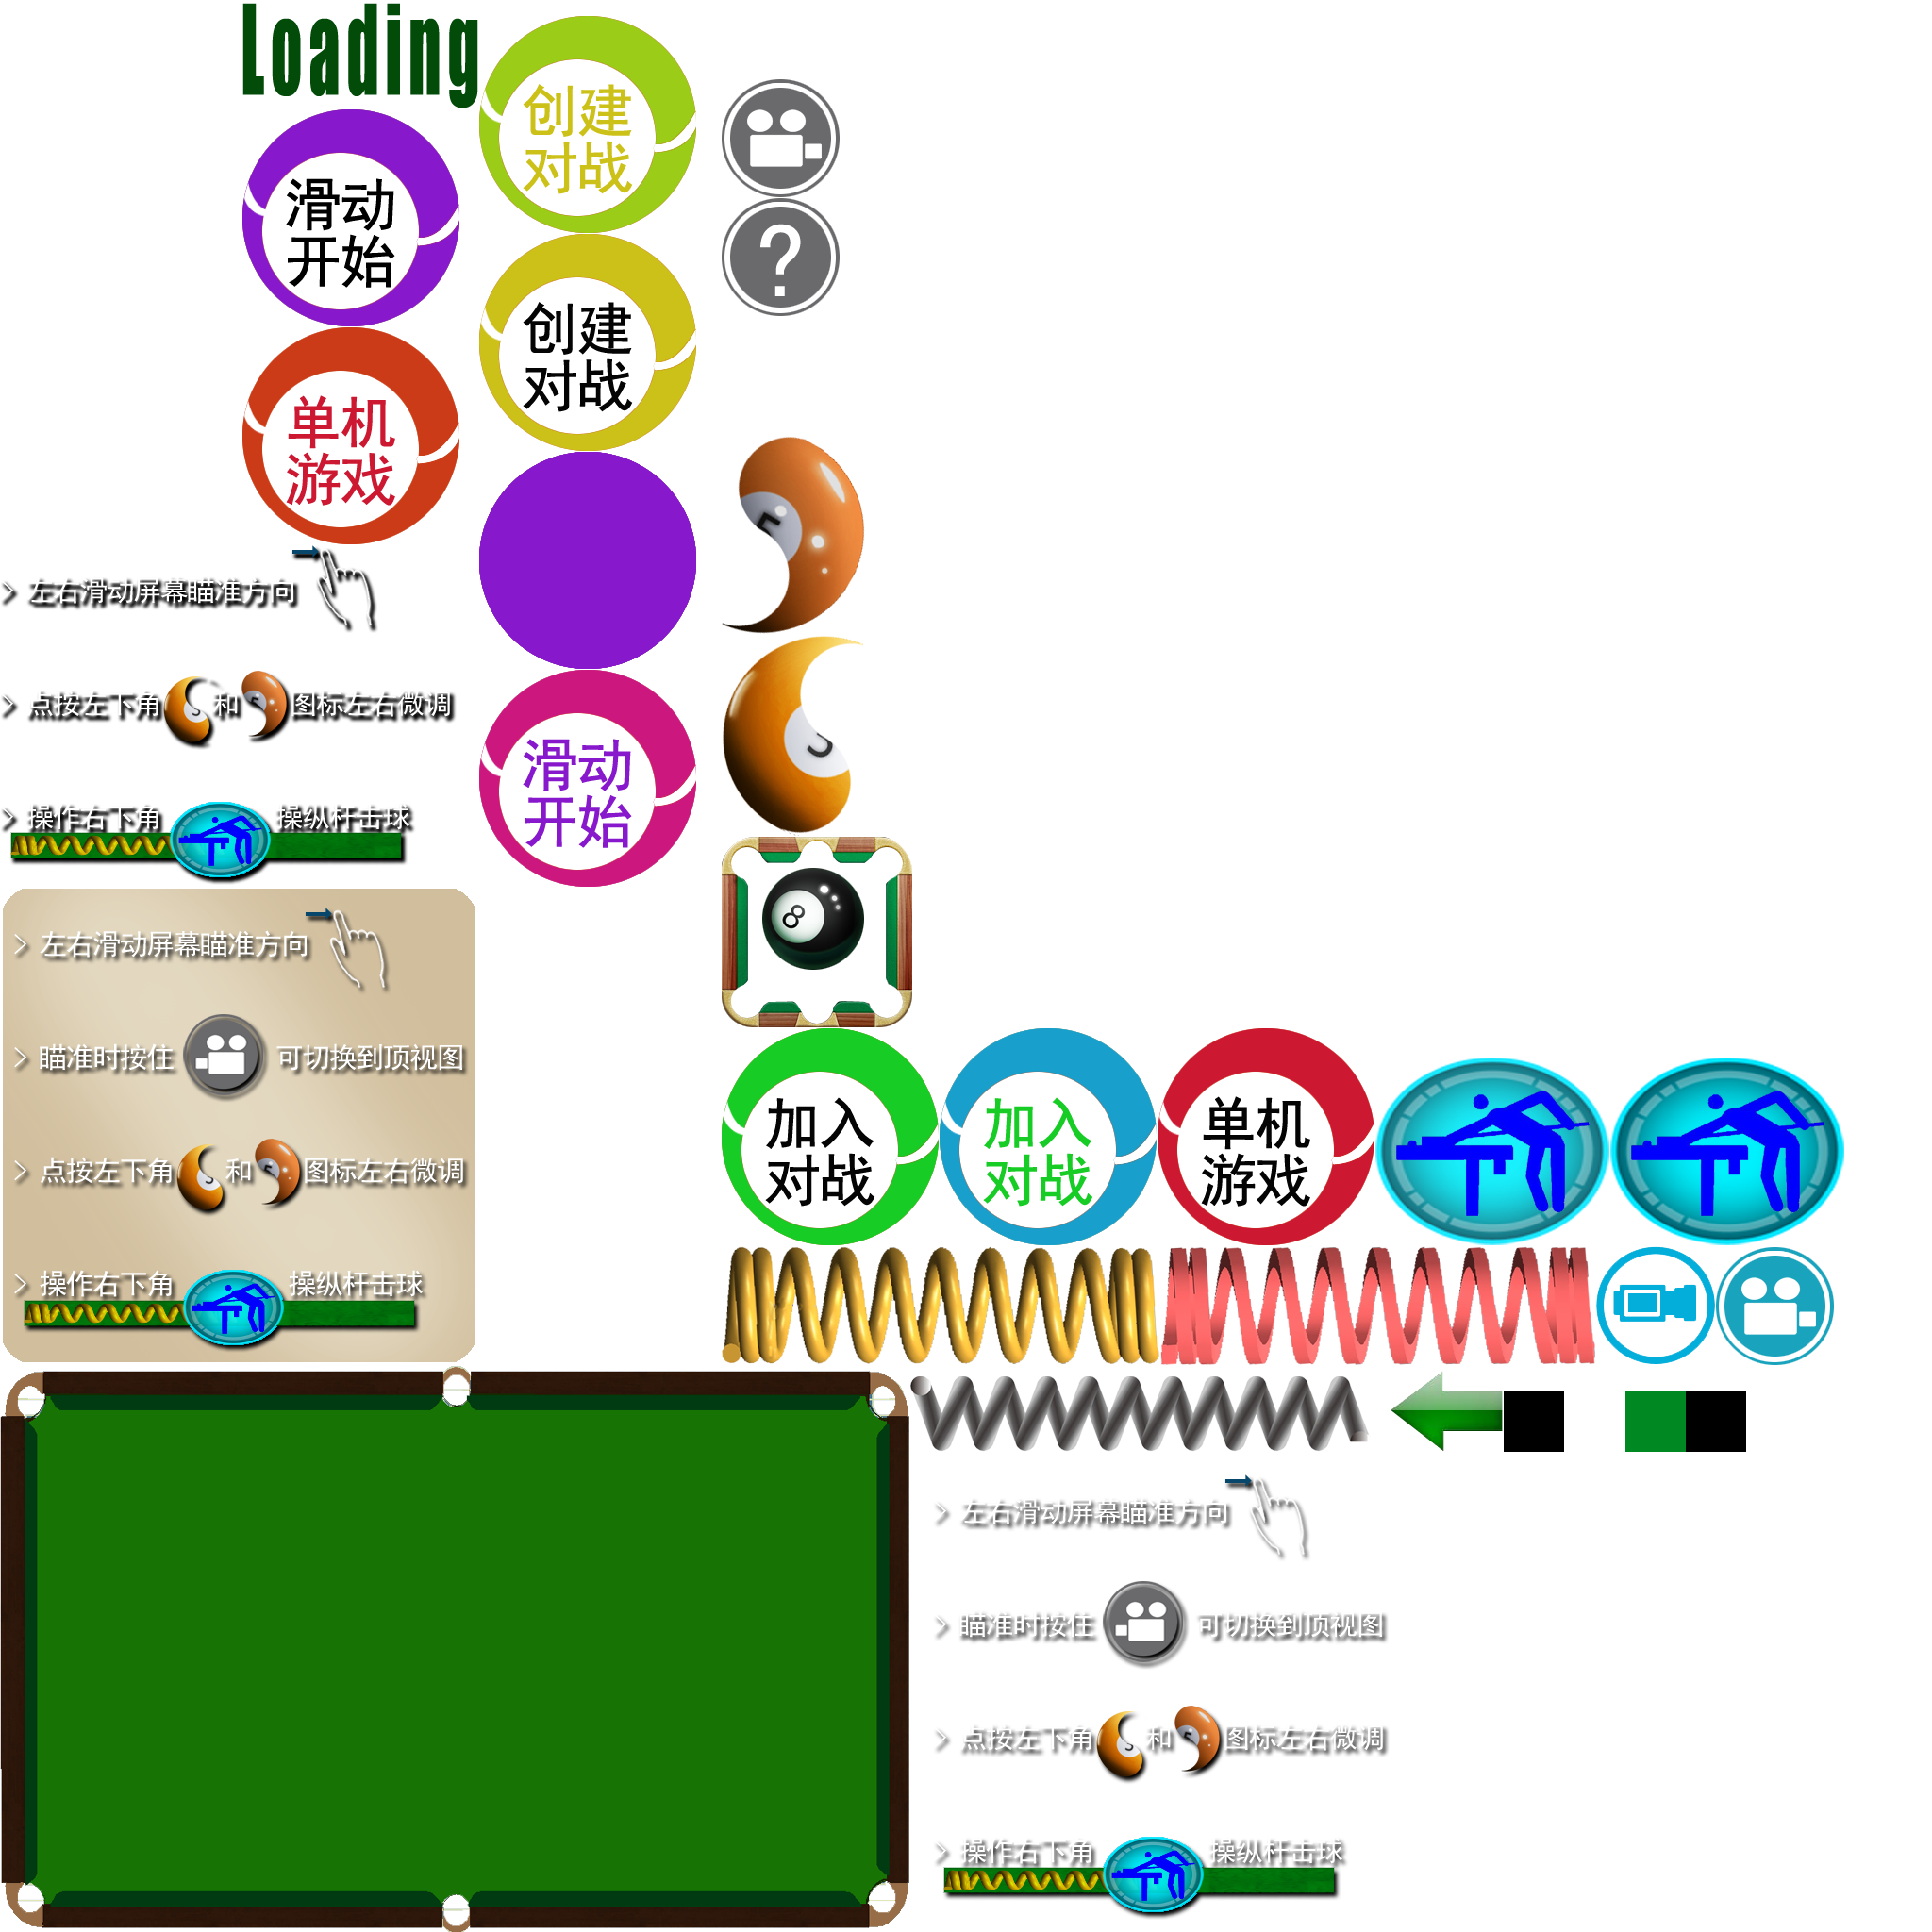 Loading
创建
对战
滑动
开始
创建
对战
单机
游戏
?
> 左右滑动屏幕瞄准方向
> 点按左下角 和 图标左右微调
滑动
开始
> 操作右下角 操纵杆击球
8
> 左右滑动屏幕瞄准方向
> 瞄准时按住 可切换到顶视图
> 点按左下角 和 图标左右微调
> 操作右下角 操纵杆击球
加入
对战
加入
对战
单机
游戏
> 左右滑动屏幕瞄准方向
> 瞄准时按住 可切换到顶视图
> 点按左下角 和 图标左右微调
> 操作右下角 操纵杆击球